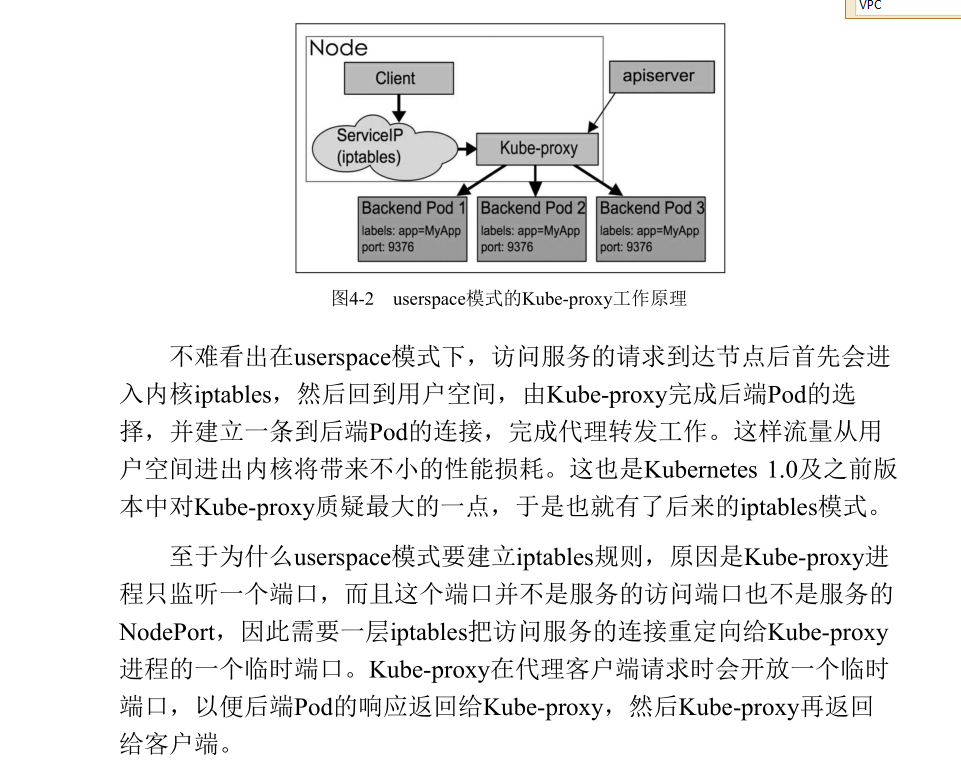 VPC
Node
Client
apiserver
ServiceIP
(iptables)
Kube-proxy
Backend Pod 1
labels: app=MyApp
port: 9376
Backend Pod 2
labels: app=MyApp
port: 9376
Backend Pod 3
labels: app=MyApp
port: 9376
图4-2 userspace模式的Kube-proxy工作原理
不难看出在userspace模式下，访问服务的请求到达节点后首先会进
入内核iptables，然后回到用户空间，由Kube-proxy完成后端Pod的选
择，并建立一条到后端Pod的连接，完成代理转发工作。这样流量从用
户空间进出内核将带来不小的性能损耗。这也是Kubernetes 1.0及之前版
本中对Kube-proxy质疑最大的一点，于是也就有了后来的iptables模式。
至于为什么userspace模式要建立iptables规则，原因是Kube-proxy进
程只监听一个端口，而且这个端口并不是服务的访问端口也不是服务的
NodePort，因此需要一层iptables把访问服务的连接重定向给Kube-proxy
进程的一个临时端口。Kube-proxy在代理客户端请求时会开放一个临时
端口，以便后端Pod的响应返回给Kube-proxy，然后Kube-proxy再返回
给客户端。